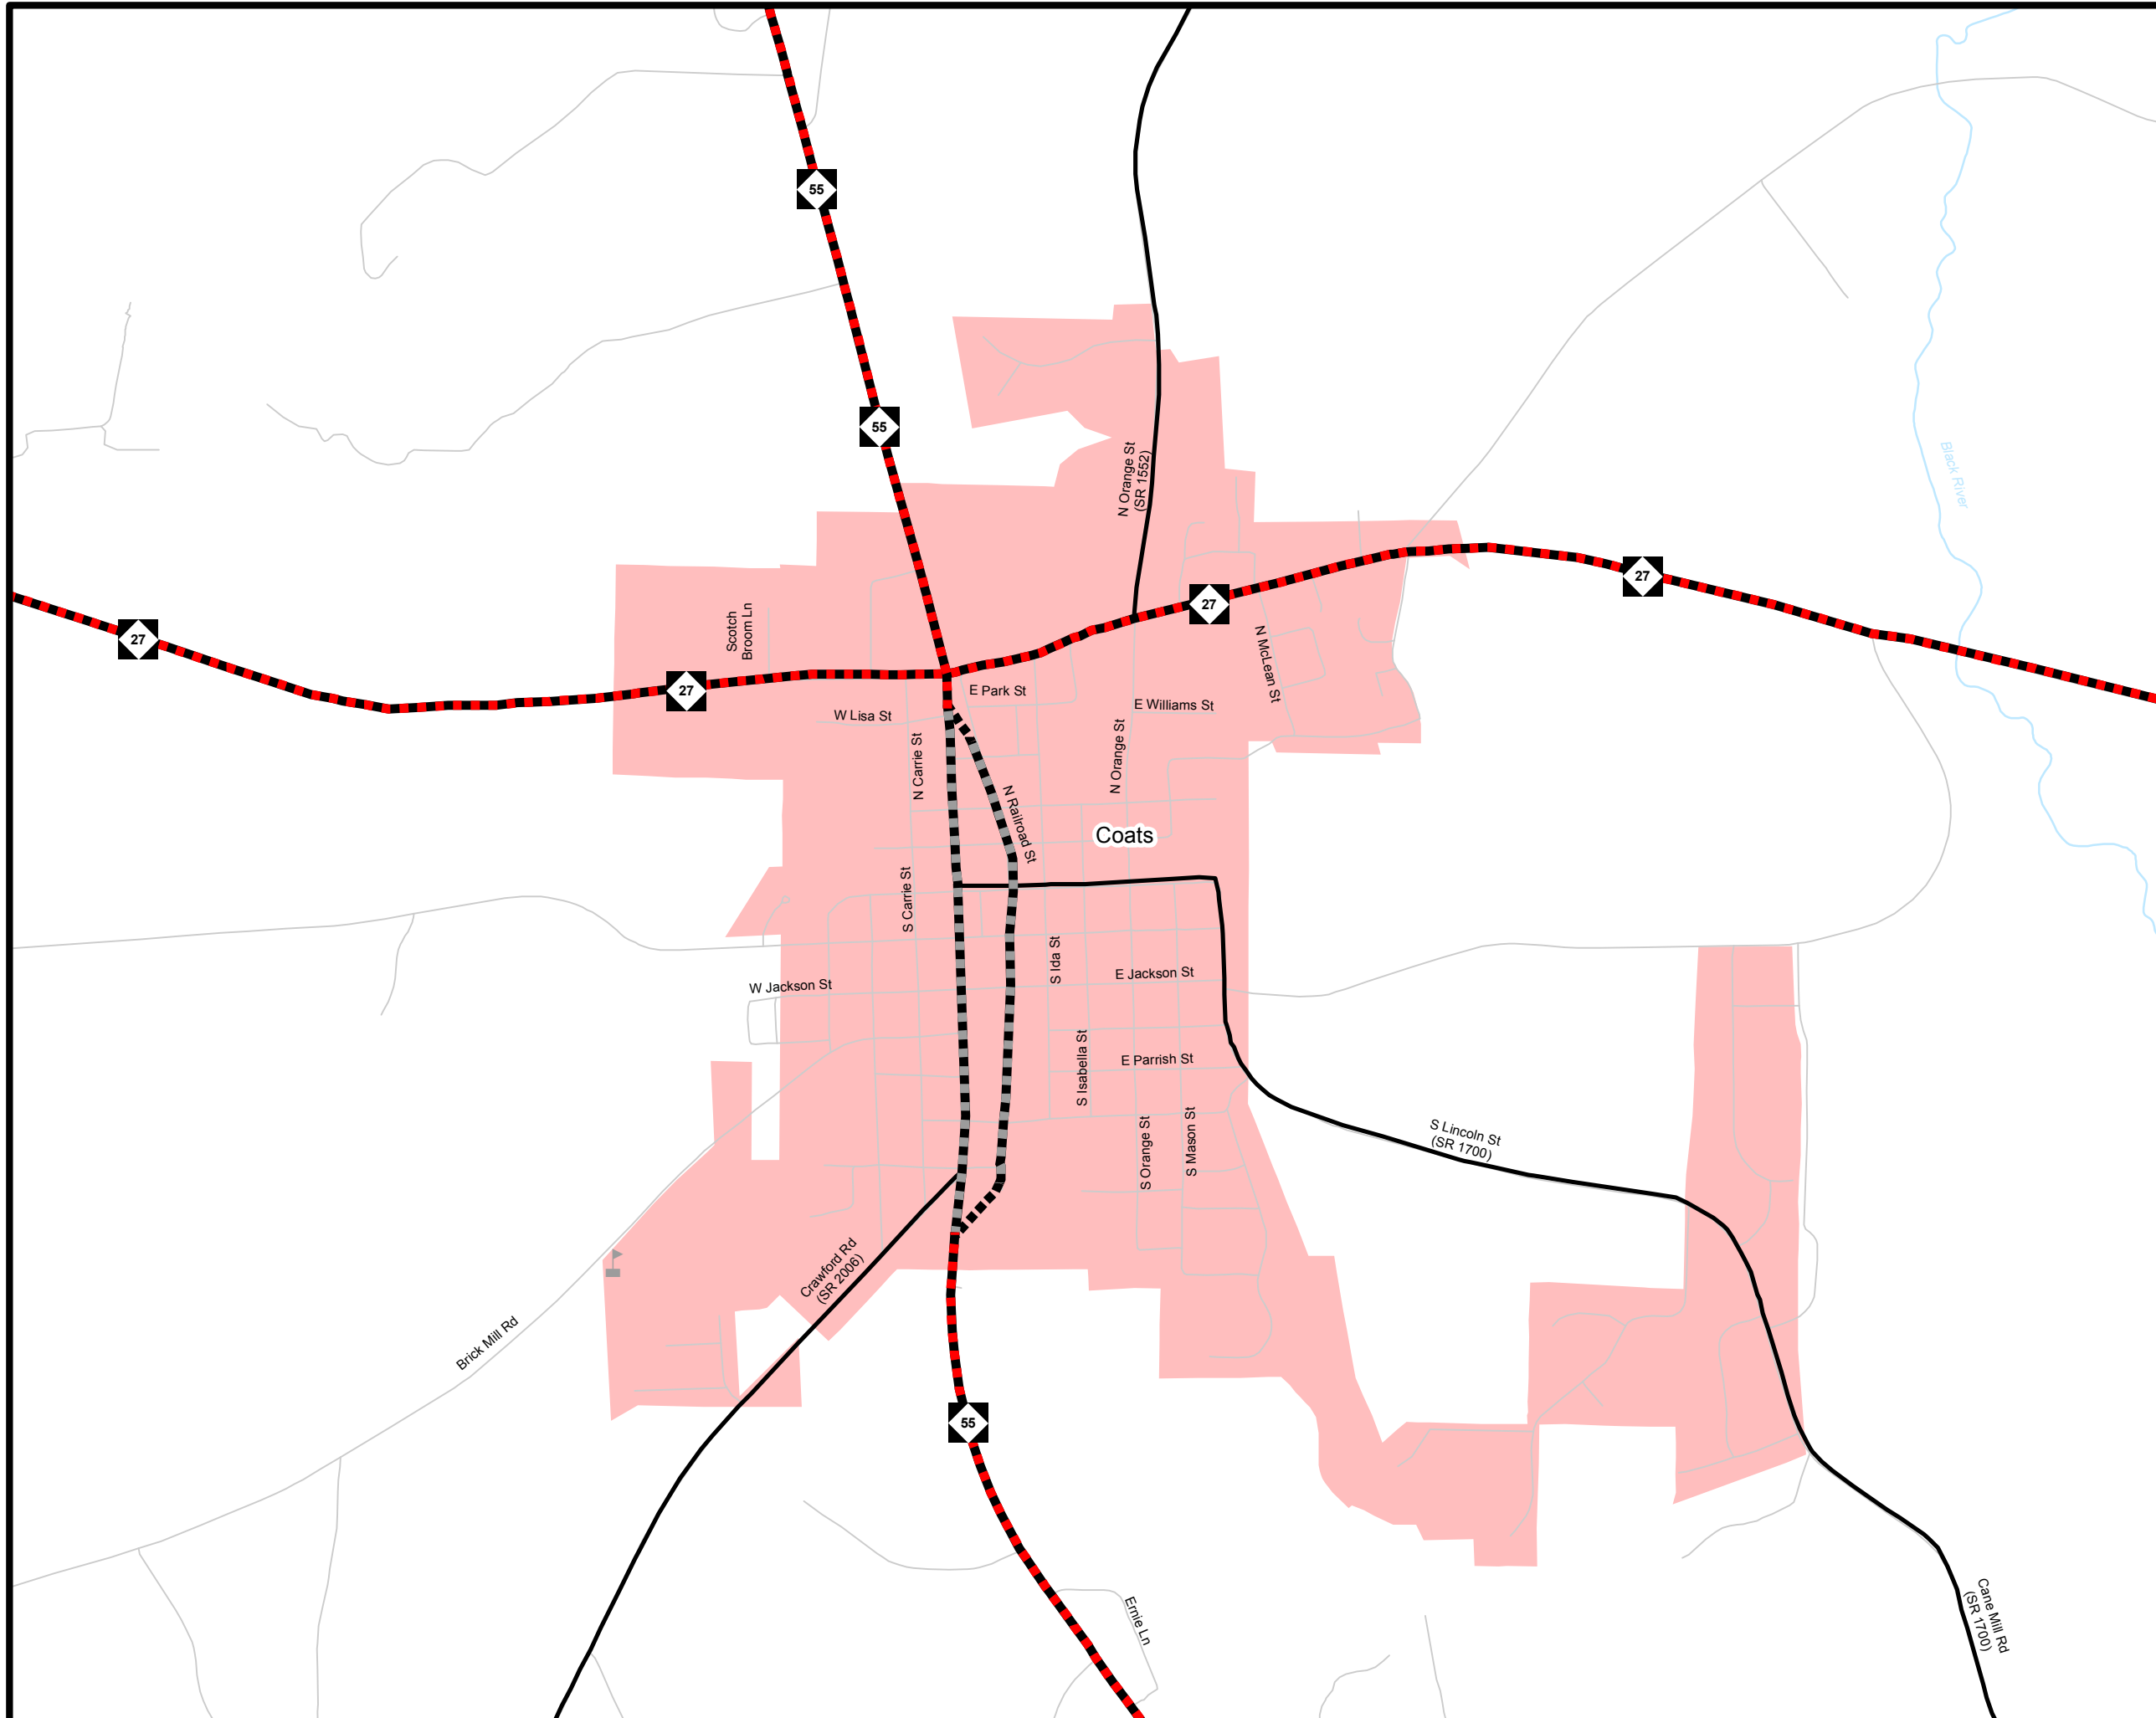 55
55
N Orange St
(SR 1552)
Black River
27
27
27
27
Scotch
Broom Ln
N McLean St
E Park St
W Lisa St
E Williams St
N Carrie St
N Orange St
N Railroad St
Coats
S Carrie St
S Ida St
E Jackson St
W Jackson St
S Isabella St
E Parrish St
S Orange St
S Mason St
S Lincoln St
(SR 1700)
Crawford Rd
(SR 2006)
Brick Mill Rd
55
Ernie Ln
Cane Mill Rd
(SR 1700)